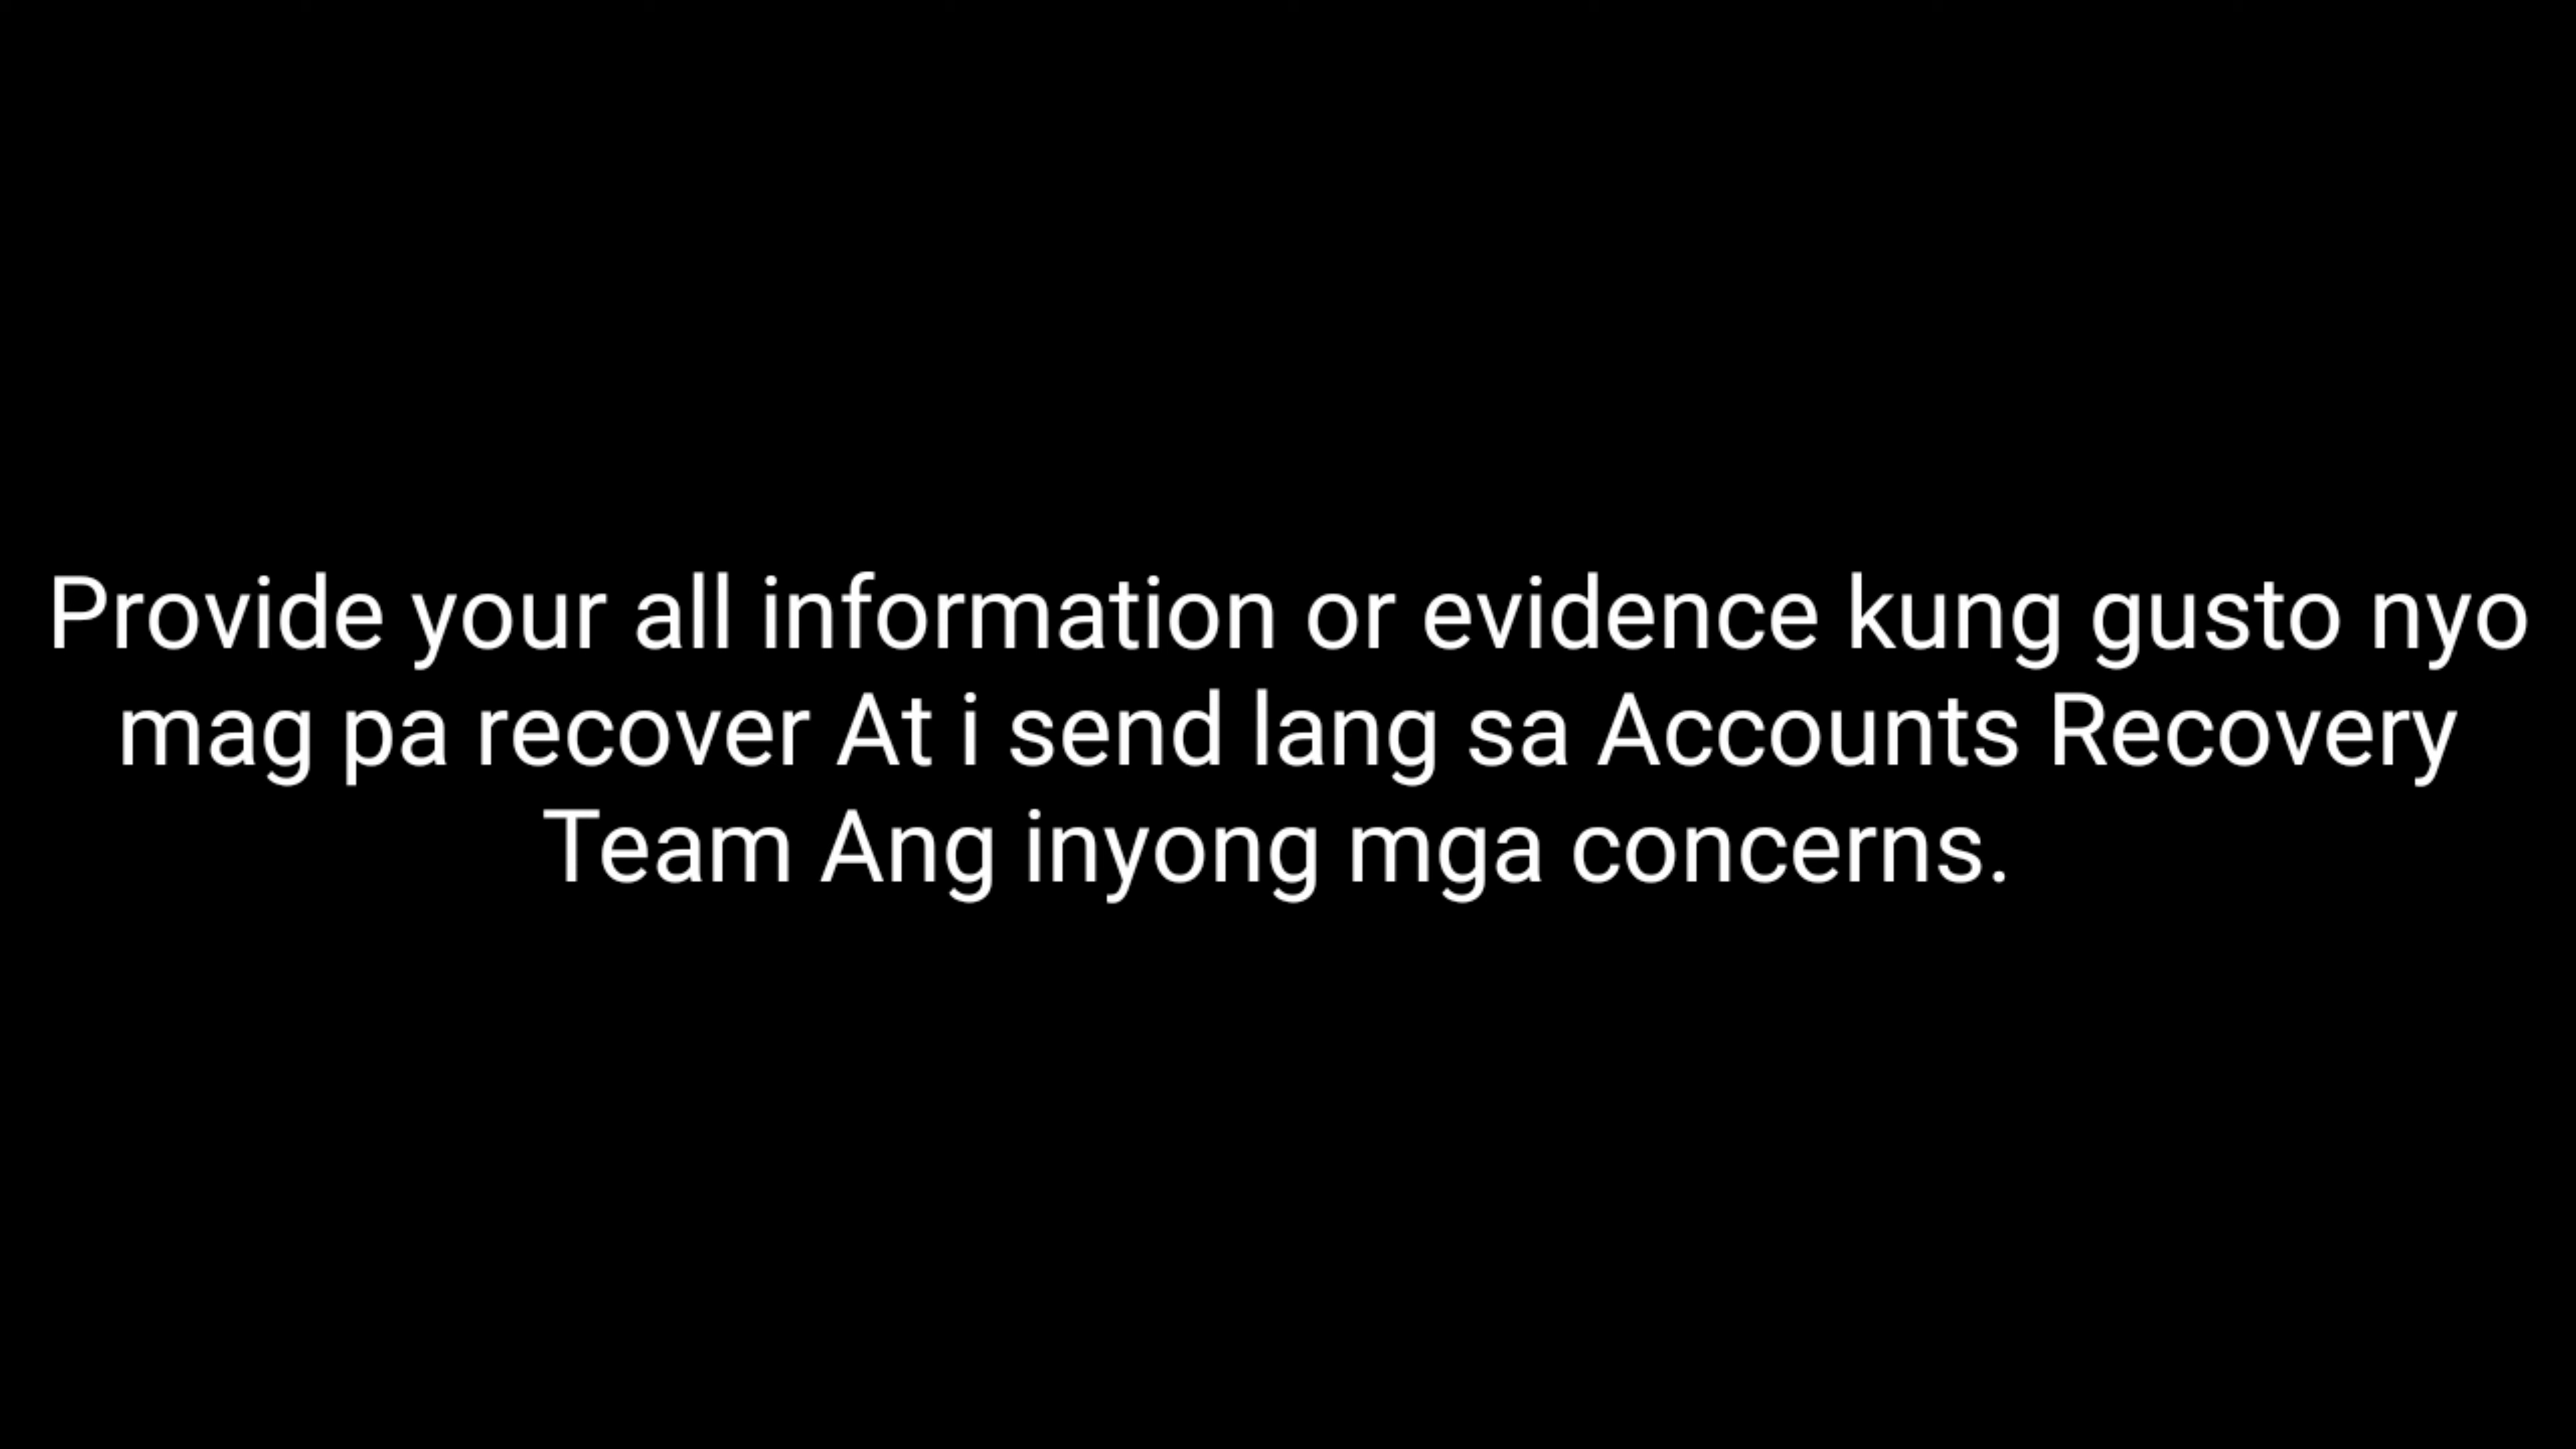 Provide your all information or evidence kung gusto nyo
mag pa recover At i send lang sa Accounts Recovery
Team Ang inyong mga concerns.